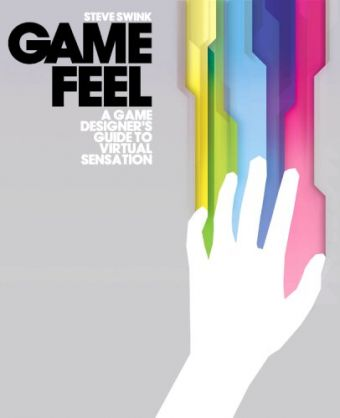 STEVE SWINK
GAME
FEEL
A GAME
DESIGNER'S
GUIDE TO
VIRTUAL
SENSATION